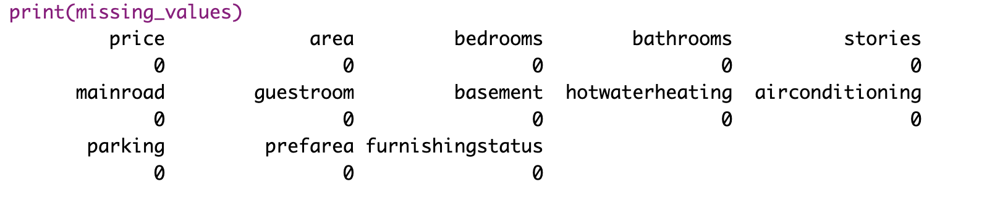 print(missing_values)
price area bedrooms bathrooms stories
0 0 0 0 0
mainroad guestroom basement hotwaterheating airconditioning
0 0 0 0 0
parking prefarea furnishingstatus
0 0 0